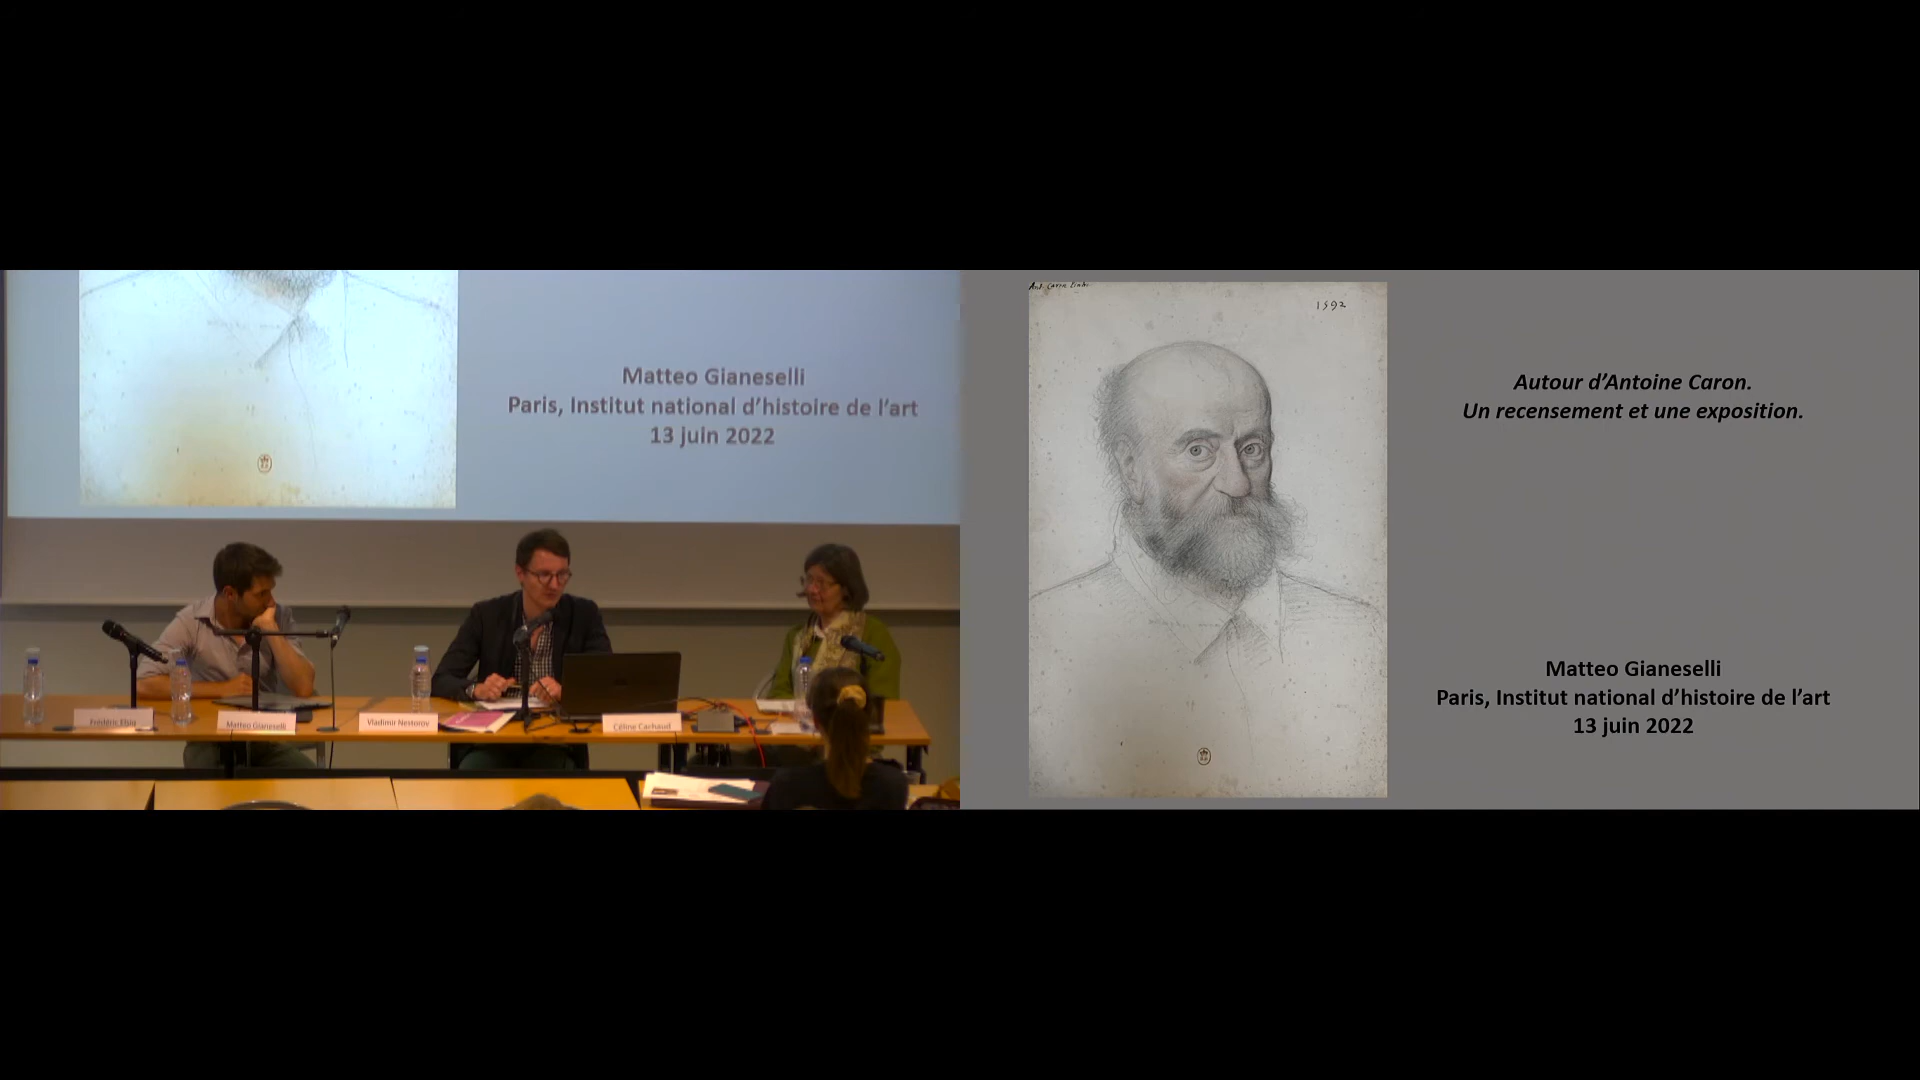 Matteo Gianeselli
Paris, Institut national d'histoire de l'art
13 juin 2022
Frédéric Elsig
Matteo Gianeselli
Vladimir Nestorov
Céline Cachaud
1592
Autour d'Antoine Caron.
Un recensement et une exposition.
Matteo Gianeselli
Paris, Institut national d'histoire de l'art
13 juin 2022